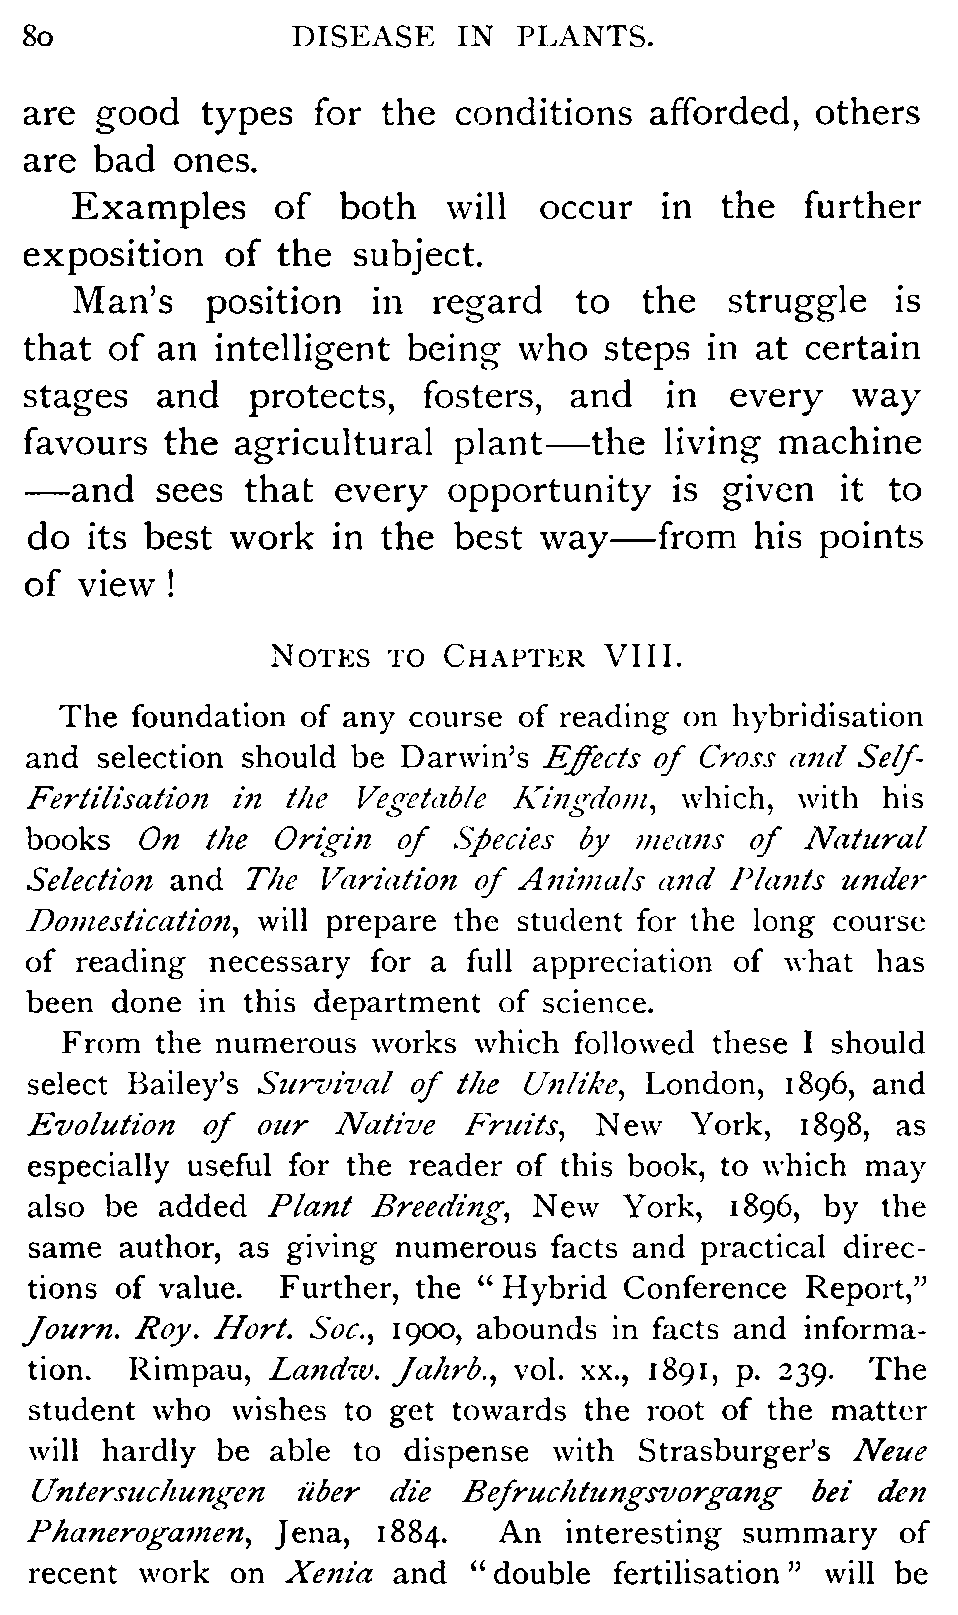 80 DISEASE IN PLANTS.
are good types for the conditions afforded, others
are bad ones.
Examples of both will occur in the further
exposition of the subject.
Man's position in regard to the struggle is
that of an intelligent being who steps in at certain
stages and protects, fosters, and in every way
favours the agricultural plant—the living machine
—and sees that every opportunity is given it to
do its best work in the best way—from his points
of view !
NOTES TO CHAPTER VIII.
The foundation of any course of reading on hybridisation
and selection should be Darwin's Effects of Cross and Self-
Fertilisation in the Vegetable Kingdom, which, with his
books On the Origin of Species by means of Natural
Selection and The Variation of Animals and Plants under
Domestication, will prepare the student for the long course
of reading necessary for a full appreciation of what has
been done in this department of science.
From the numerous works which followed these I should
select Bailey's Survival of the Unlike, London, 1896, and
Evolution of our Native Fruits, New York, 1898, as
especially useful for the reader of this book, to which may
also be added Plant Breeding, New York, 1896, by the
same author, as giving numerous facts and practical direc-
tions of value. Further, the "Hybrid Conference Report,"
Journ. Roy. Hort. Soc., 1900, abounds in facts and informa-
tion. Rimpau, Landw. Jahrb., vol. xx., 1891, p. 239. The
student who wishes to get towards the root of the matter
will hardly be able to dispense with Strasburger's Neue
Untersuchungen über die Befruchtungsvorgang bei den
Phanerogamen, Jena, 1884. An interesting summary of
recent work on Xenia and "double fertilisation" will be